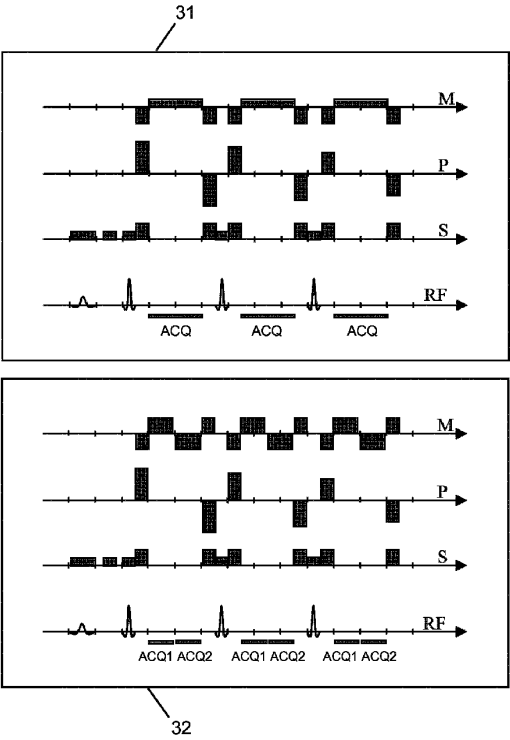 31
M
P
S
RF
ACQ ACQ ACQ
M
P
S
RF
ACQ1 ACQ2 ACQ1 ACQ2 ACQ1 ACQ2
32